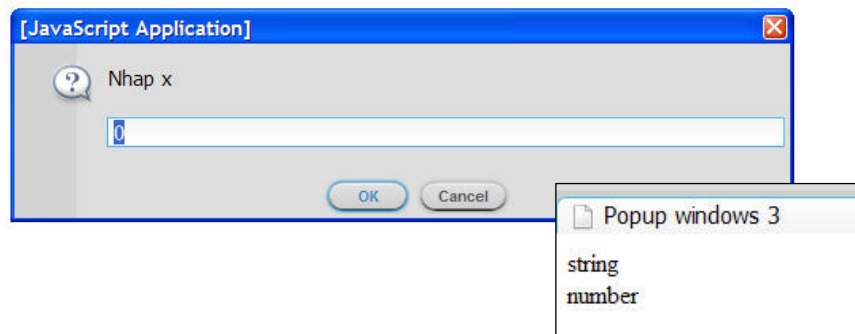 [JavaScript Application]
Nhap x
0
OK
Cancel
Popup windows 3
string
number